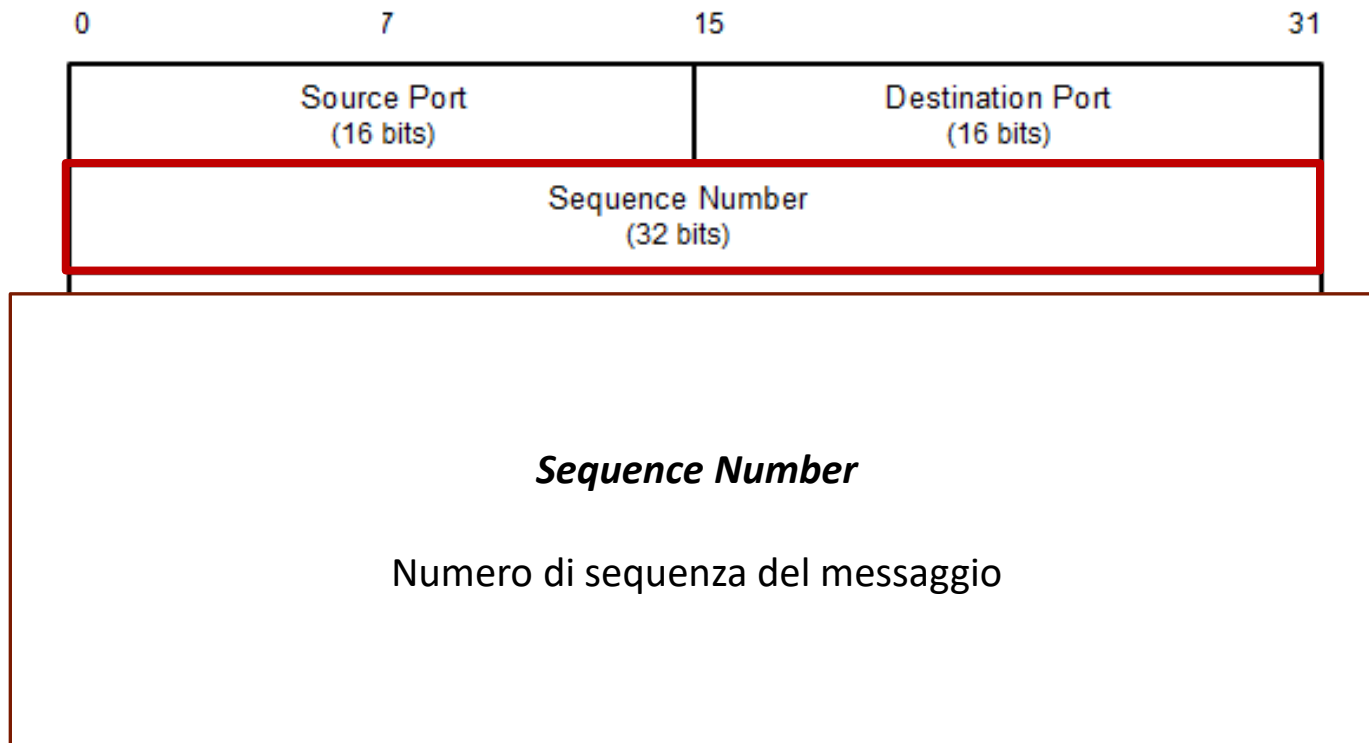 0 7 15 31
Source Port Destination Port
(16 bits) (16 bits)
Sequence Number
(32 bits)
Sequence Number
Numero di sequenza del messaggio